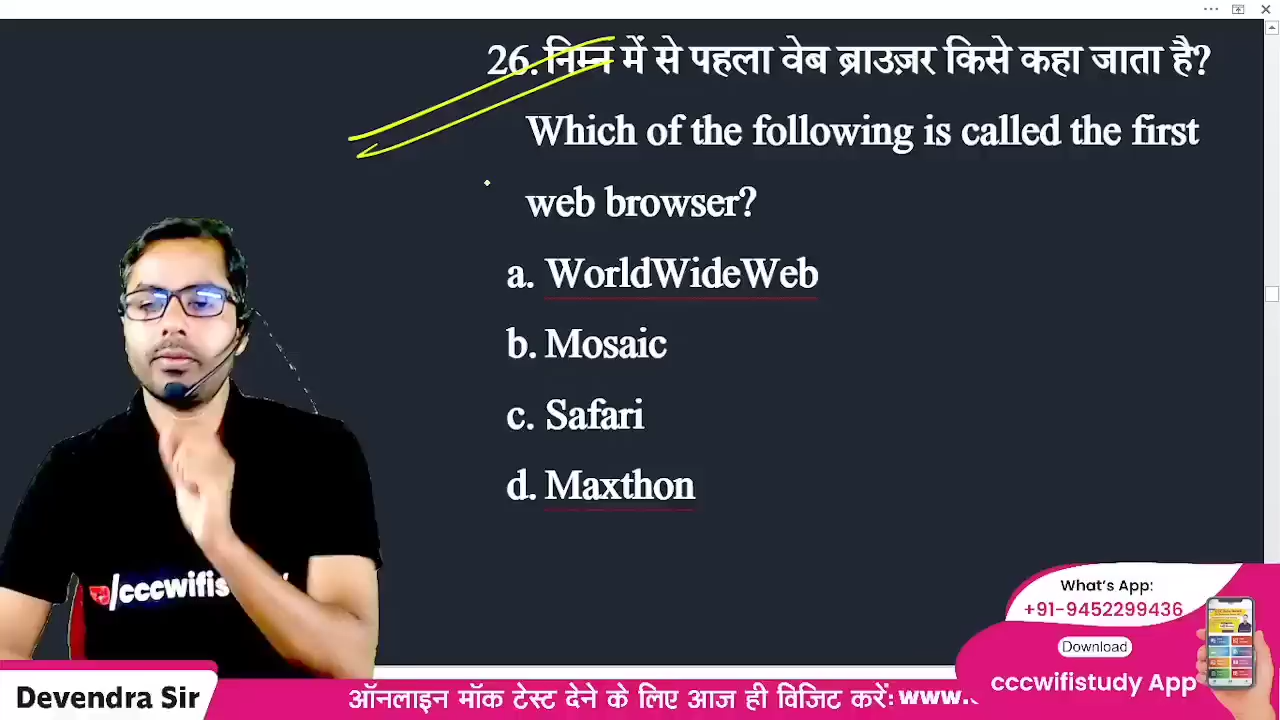 26. निम्न में से पहला वेब ब्राउज़र किसे कहा जाता है?
Which of the following is called the first
web browser?
a. WorldWideWeb
b. Mosaic
c. Safari
d. Maxthon
/cccwifis
What's App:
+91-9452299436
Download
cccwifistudy App
Devendra Sir
ऑनलाइन मॉक टेस्ट देने के लिए आज ही विजिट करें: www.